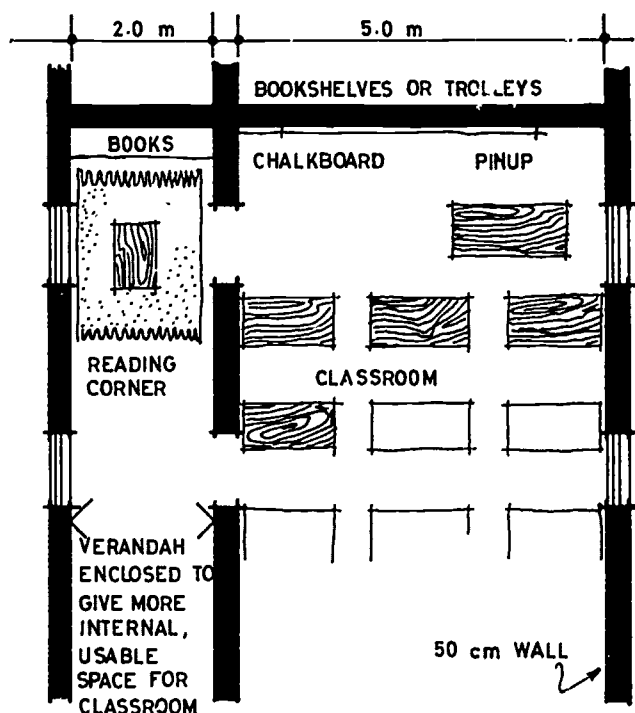 2.0 m 5.0 m
BOOKSHELVES OR TROLLEYS
BOOKS
CHALKBOARD PINUP
READING
CORNER
CLASSROOM
VERANDAH
ENCLOSED TO
GIVE MORE
INTERNAL,
USABLE
SPACE FOR
CLASSROOM
50 cm WALL